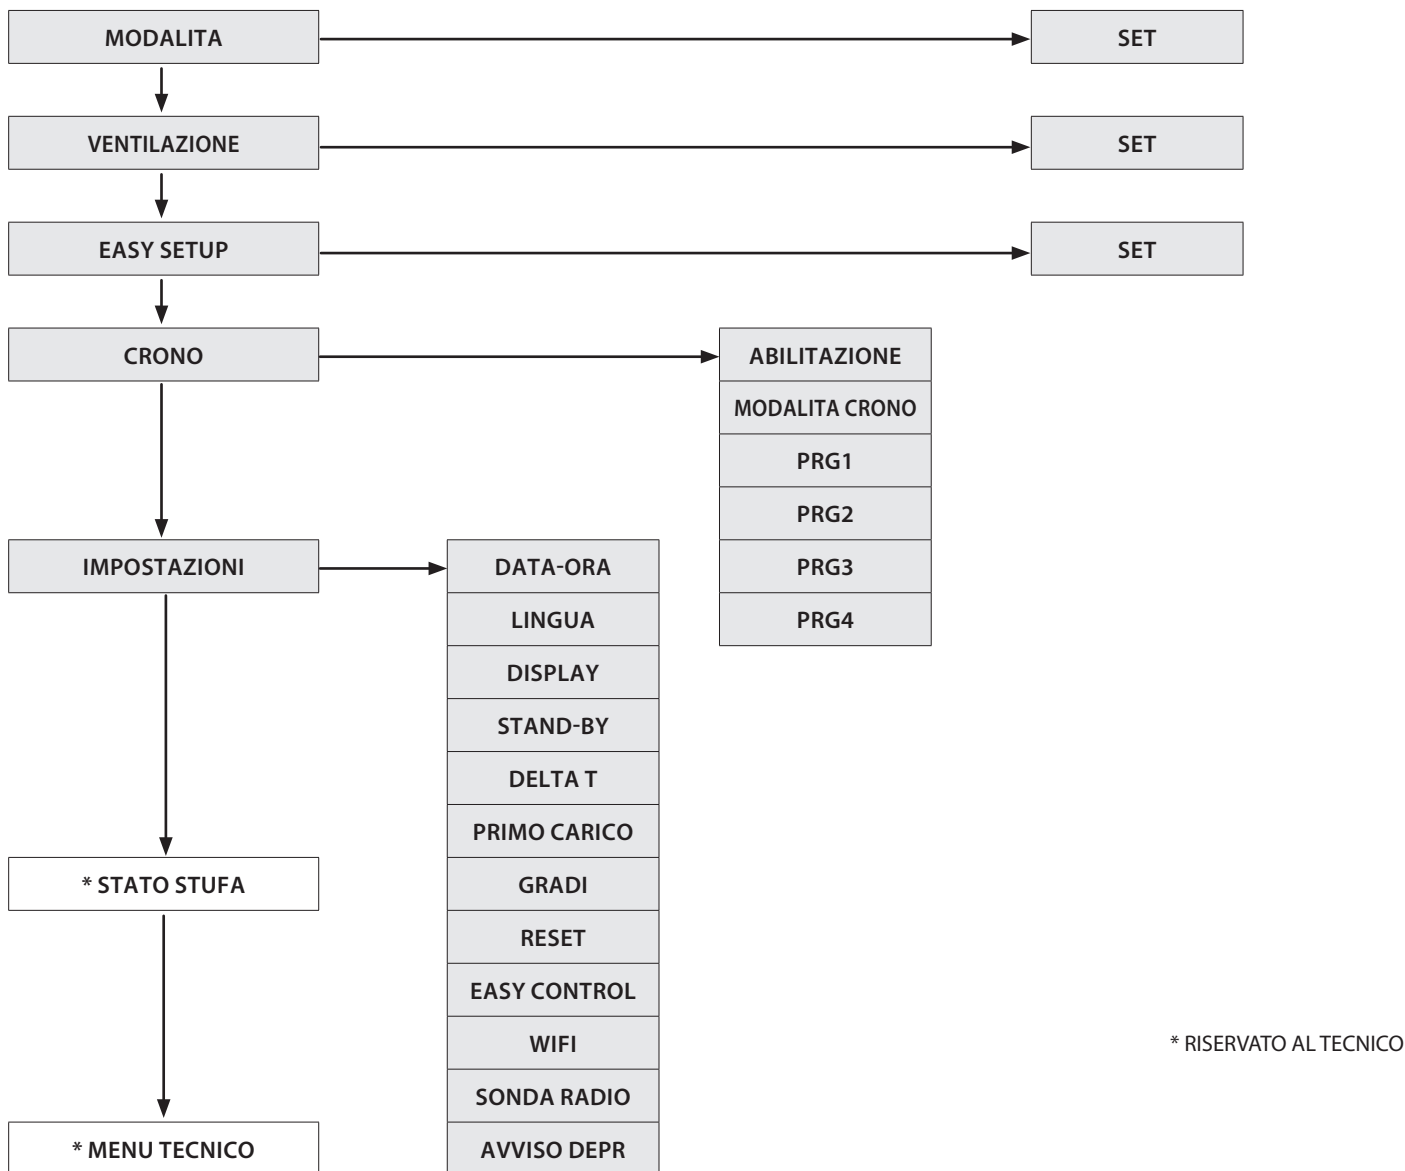 MODALITA
SET
VENTILAZIONE
SET
EASY SETUP
SET
CRONO
ABILITAZIONE
MODALITA CRONO
PRG1
PRG2
PRG3
PRG4
IMPOSTAZIONI
DATA-ORA
LINGUA
DISPLAY
STAND-BY
DELTA T
PRIMO CARICO
GRADI
RESET
EASY CONTROL
WIFI
SONDA RADIO
AVVISO DEPR
* STATO STUFA
* MENU TECNICO
* RISERVATO AL TECNICO